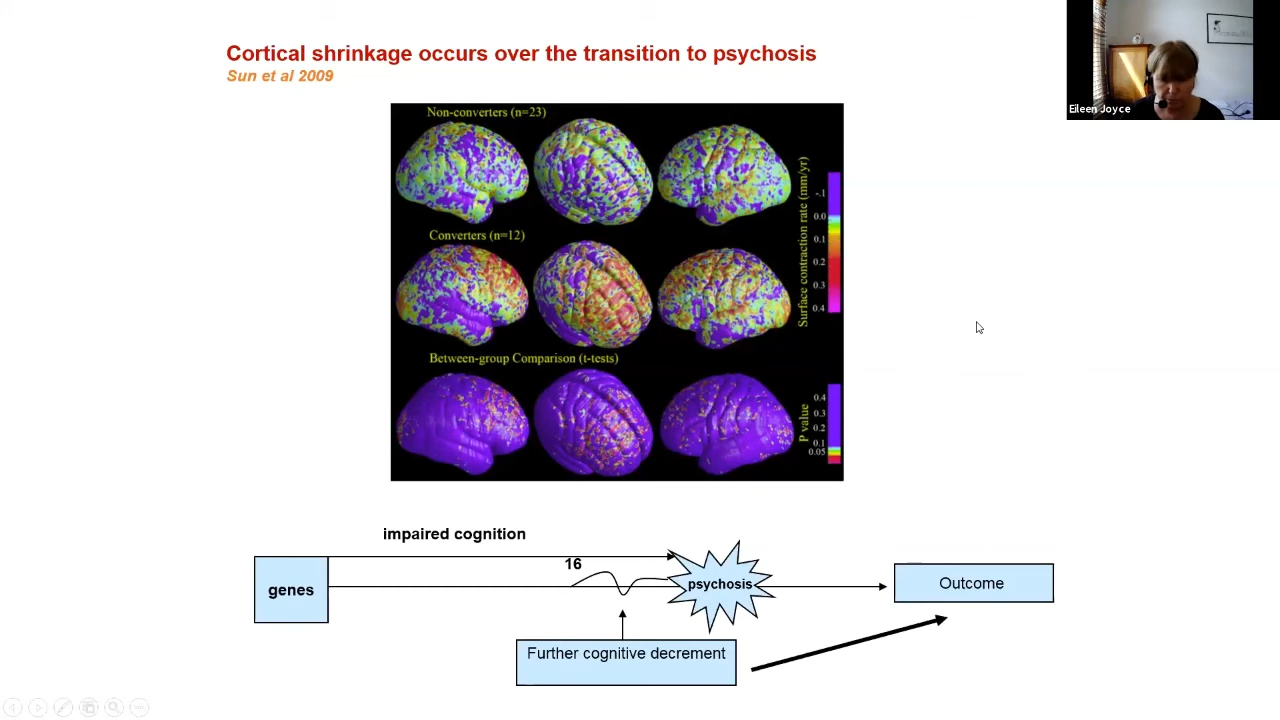 Cortical shrinkage occurs over the transition to psychosis
Sun et al 2009
Eileen Joyce
Non-converters (n=23)
Converters (n=12)
Between-group Comparison (t-tests)
Surface contraction rate (mm/yr)
-.1
0.0
0.1
0.2
0.3
0.4
P value
0.4
0.3
0.2
0.1
0.05
impaired cognition
16
genes
psychosis
Outcome
Further cognitive decrement